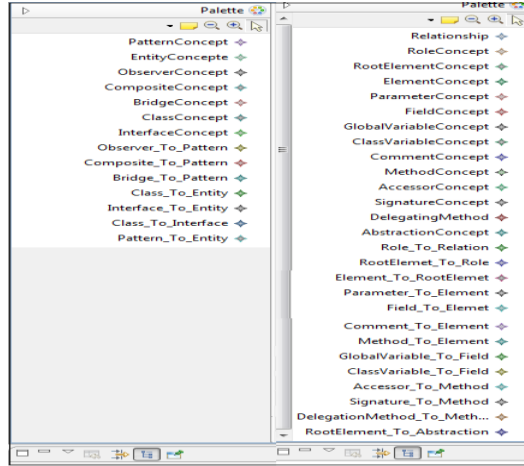 Palette
PatternConcept
EntityConcepte
ObserverConcept
CompositeConcept
BridgeConcept
ClassConcept
InterfaceConcept
Observer_To_Pattern
Composite_To_Pattern
Bridge_To_Pattern
Class_To_Entity
Interface_To_Entity
Class_To_Interface
Pattern_To_Entity
Palette
Relationship
RoleConcept
RootElementConcept
ElementConcept
ParameterConcept
FieldConcept
GlobalVariableConcept
ClassVariableConcept
CommentConcept
MethodConcept
AccessorConcept
SignatureConcept
DelegatingMethod
AbstractionConcept
Role_To_Relation
RootElemet_To_Role
Element_To_RootElemet
Parameter_To_Element
Field_To_Elemet
Comment_To_Element
Method_To_Element
GlobalVariable_To_Field
ClassVariable_To_Field
Accessor_To_Method
Signature_To_Method
DelegationMethod_To_Meth...
RootElement_To_Abstraction